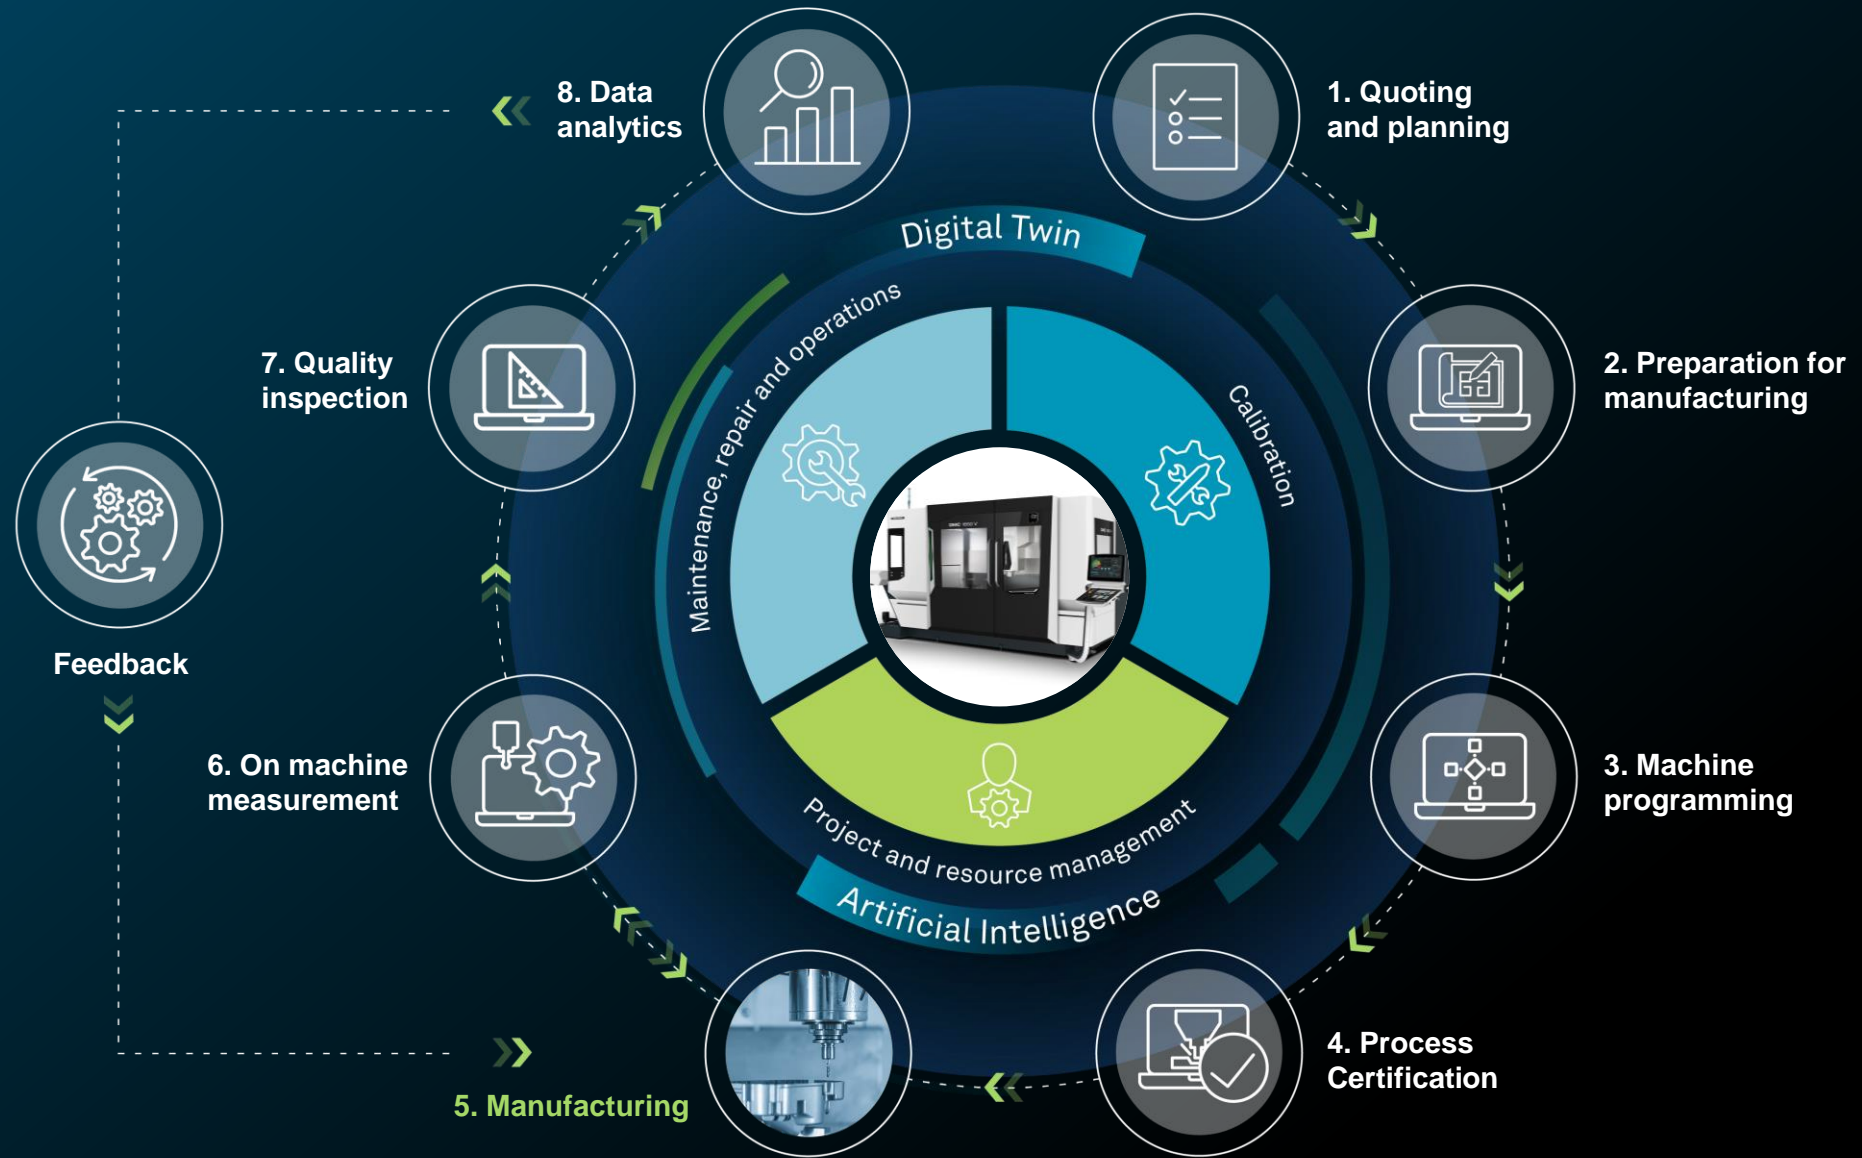 8. Data
analytics
1. Quoting
and planning
Digital Twin
7. Quality
inspection
Maintenance, repair and operations
Calibration
2. Preparation for
manufacturing
Feedback
6. On machine
measurement
3. Machine
programming
Project and resource management
Artificial Intelligence
5. Manufacturing
4. Process
Certification